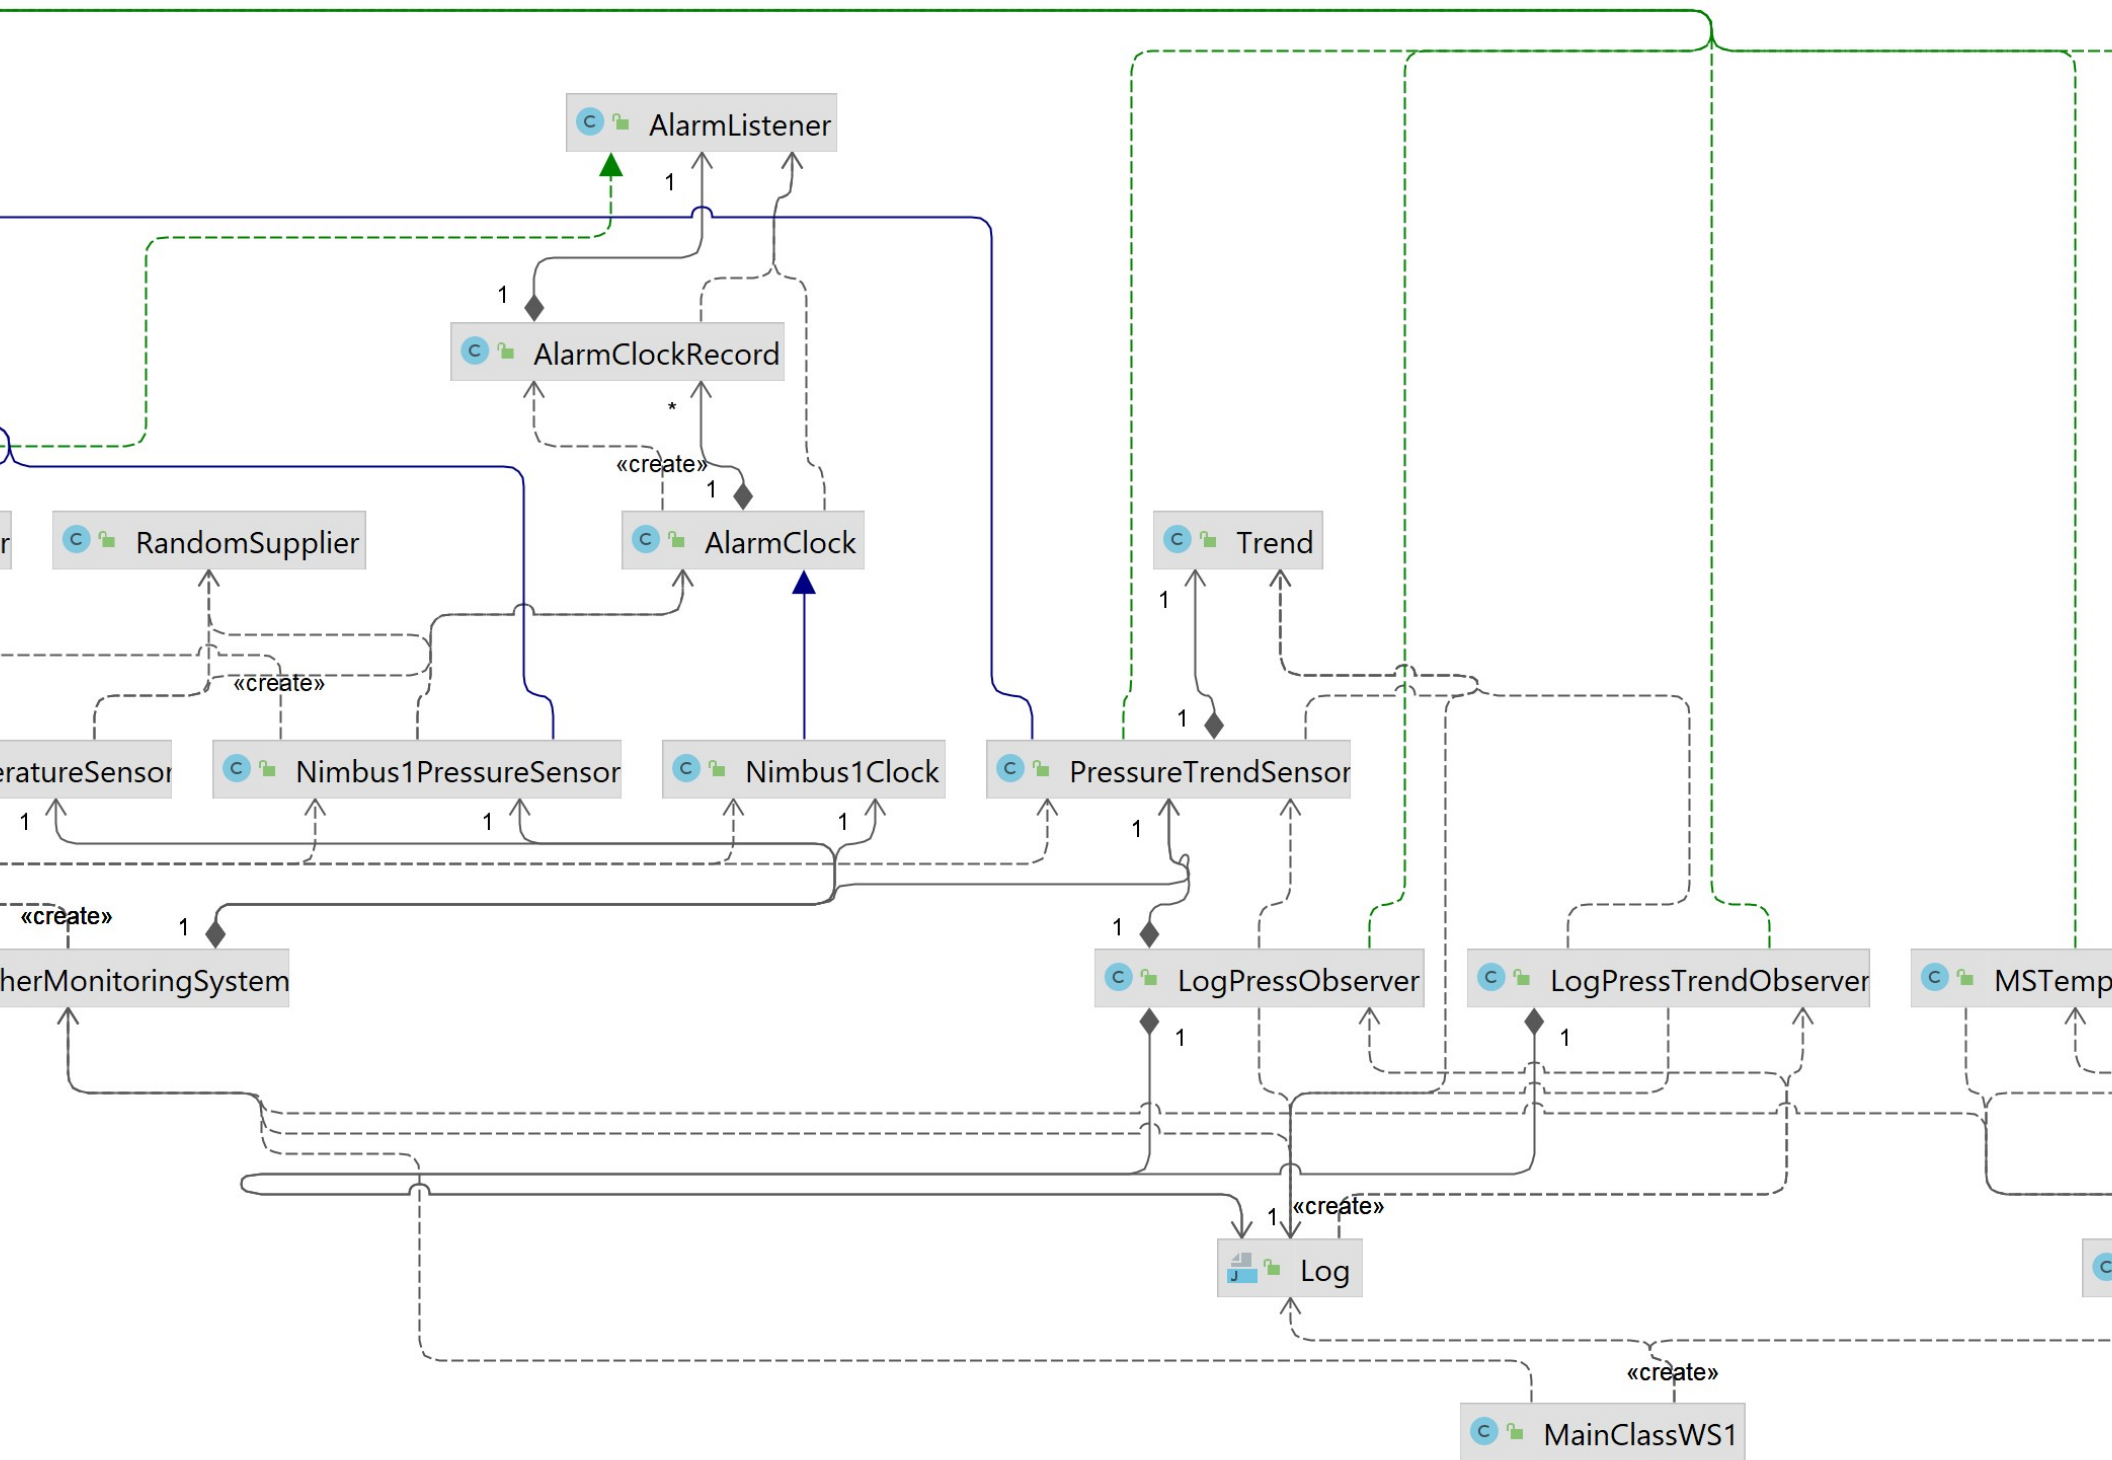 C AlarmListener
1
1
C AlarmClockRecord
*
«create»
1
r
C RandomSupplier
C AlarmClock
C Trend
1
«create»
1
eratureSensor
C Nimbus1PressureSensor
C Nimbus1Clock
C PressureTrendSensor
1
1
1
1
«create»
1
1
herMonitoringSystem
C LogPressObserver
C LogPressTrendObserver
C MSTemp
1
1
«create»
1
J Log
C
«create»
C MainClassWS1